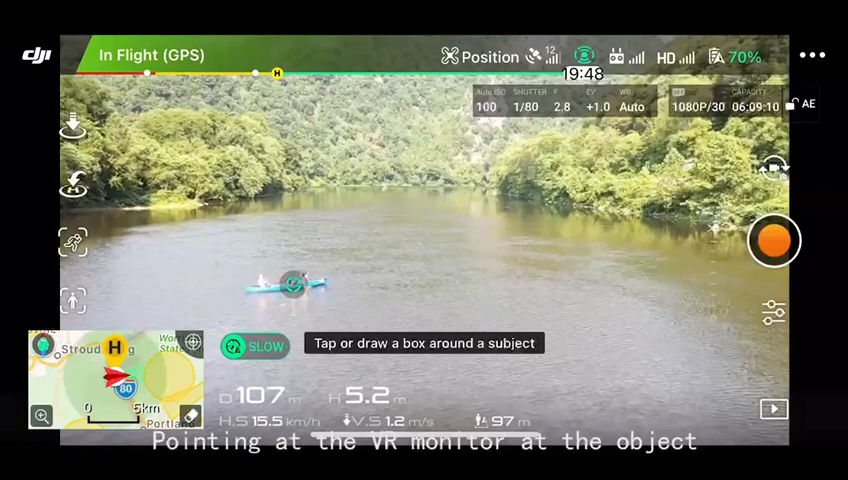 dji
In Flight (GPS)
Position
12
HD
70%
H
19:48
Auto ISO
SHUTTER
F
EV
WB
CAPACITY
100
1/80
2.8
+1.0
Auto
1080P/30
06:09:10
AE
SLOW
Tap or draw a box around a subject
H
80
0
5km
Portland
D 107 m
H 5.2 m
H.S 15.5 km/h
V.S 1.2 m/s
97 m
Pointing at the VR monitor at the object